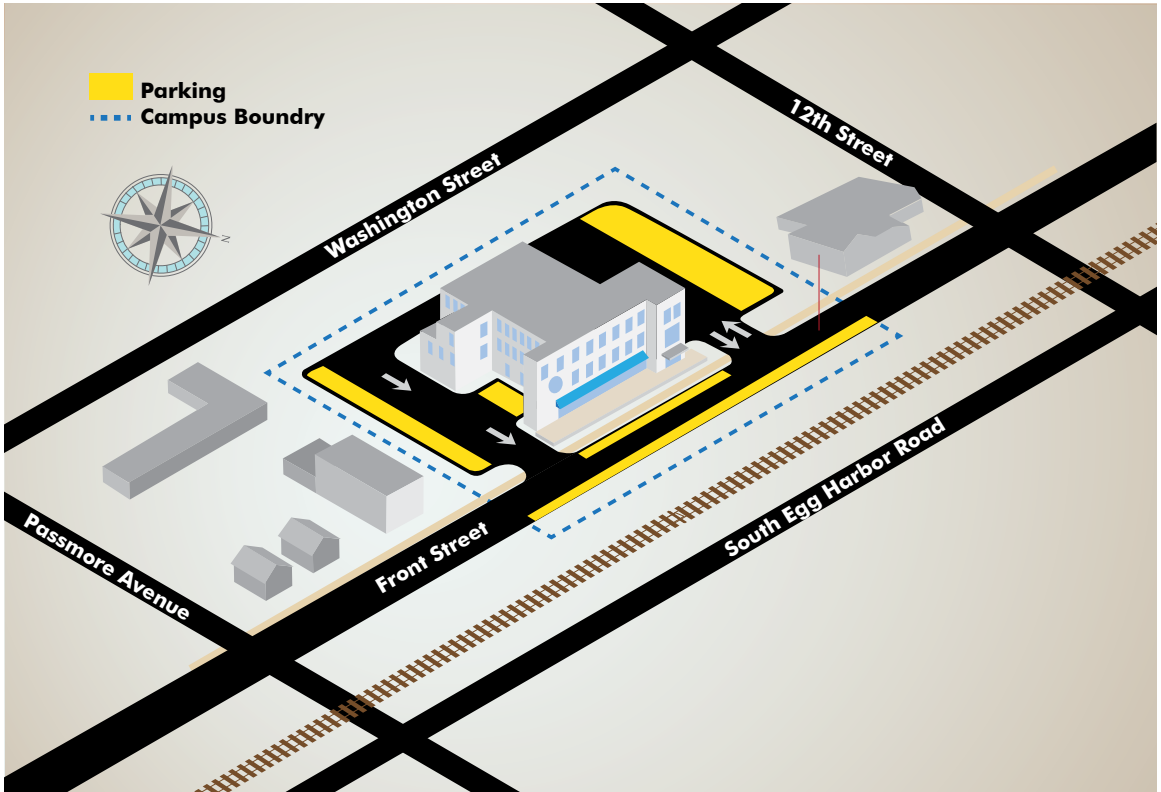 Parking
Campus Boundry
12th Street
Washington Street
N
South Egg Harbor Road
Passmore Avenue
Front Street